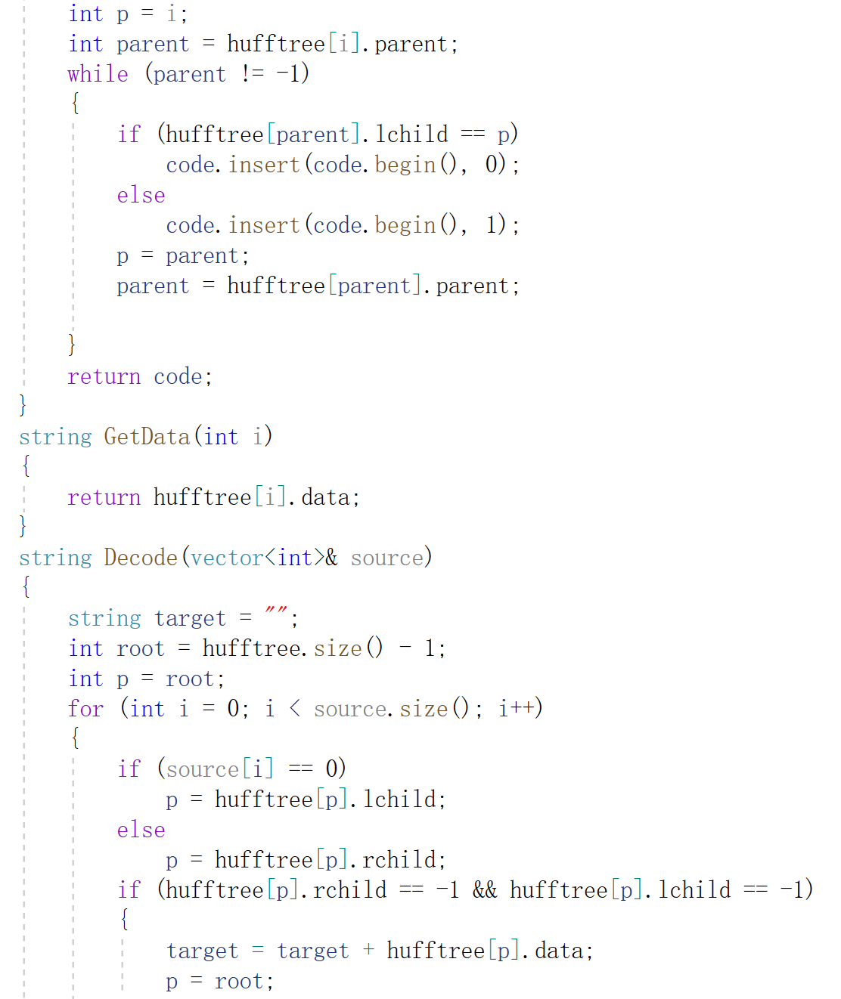 int p = i;
int parent = hufftree[i].parent;
while (parent != -1)
{
if (hufftree[parent].lchild == p)
code.insert(code.begin(), 0);
else
code.insert(code.begin(), 1);
p = parent;
parent = hufftree[parent].parent;
}
return code;
}
string GetData(int i)
{
return hufftree[i].data;
}
string Decode(vector<int>& source)
{
string target = "";
int root = hufftree.size() - 1;
int p = root;
for (int i = 0; i < source.size(); i++)
{
if (source[i] == 0)
p = hufftree[p].lchild;
else
p = hufftree[p].rchild;
if (hufftree[p].rchild == -1 && hufftree[p].lchild == -1)
{
target = target + hufftree[p].data;
p = root;